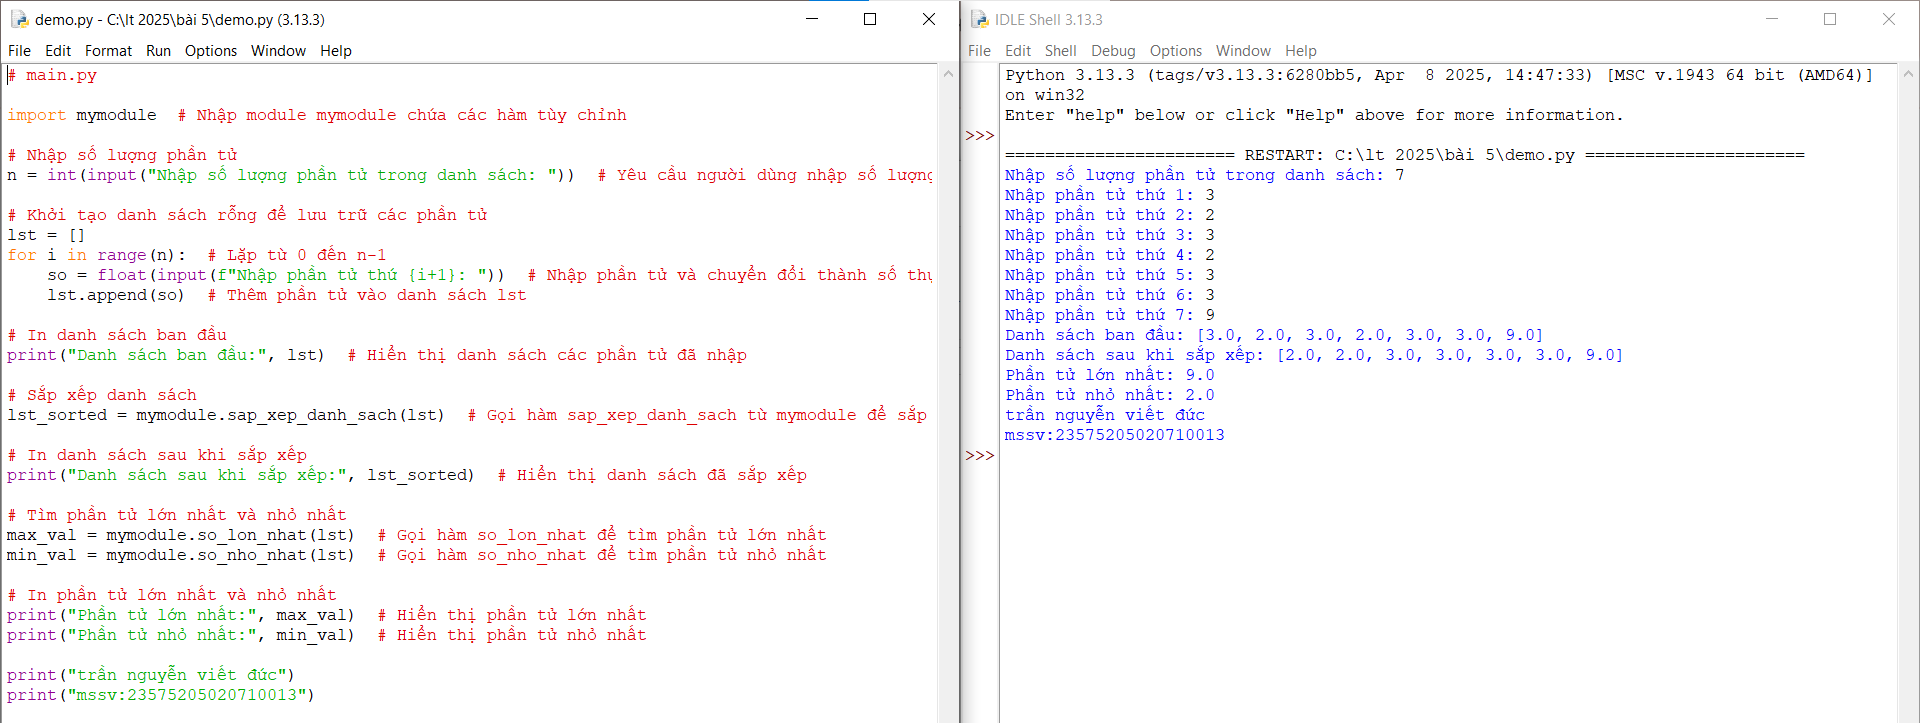 demo.py - C:\lt 2025\bài 5\demo.py (3.13.3)
File Edit Format Run Options Window Help
# main.py
import mymodule  # Nhập module mymodule chứa các hàm tùy chỉnh
# Nhập số lượng phần tử
n = int(input("Nhập số lượng phần tử trong danh sách: "))  # Yêu cầu người dùng nhập số lượng
# Khởi tạo danh sách rỗng để lưu trữ các phần tử
lst = []
for i in range(n):  # Lặp từ 0 đến n-1
    so = float(input(f"Nhập phần tử thứ {i+1}: "))  # Nhập phần tử và chuyển đổi thành số
    lst.append(so)  # Thêm phần tử vào danh sách lst
# In danh sách ban đầu
print("Danh sách ban đầu:", lst)  # Hiển thị danh sách các phần tử đã nhập
# Sắp xếp danh sách
lst_sorted = mymodule.sap_xep_danh_sach(lst)  # Gọi hàm sap_xep_danh_sach từ mymodule để sắp
# In danh sách sau khi sắp xếp
print("Danh sách sau khi sắp xếp:", lst_sorted)  # Hiển thị danh sách đã sắp xếp
# Tìm phần tử lớn nhất và nhỏ nhất
max_val = mymodule.so_lon_nhat(lst)  # Gọi hàm so_lon_nhat để tìm phần tử lớn nhất
min_val = mymodule.so_nho_nhat(lst)  # Gọi hàm so_nho_nhat để tìm phần tử nhỏ nhất
# In phần tử lớn nhất và nhỏ nhất
print("Phần tử lớn nhất:", max_val)  # Hiển thị phần tử lớn nhất
print("Phần tử nhỏ nhất:", min_val)  # Hiển thị phần tử nhỏ nhất
print("trần nguyễn viết đức")
print("mssv:23575205020710013")
IDLE Shell 3.13.3
File Edit Shell Debug Options Window Help
Python 3.13.3 (tags/v3.13.3:6280bb5, Apr  8 2025, 14:47:33) [MSC v.1943 64 bit (AMD64)]
on win32
Enter "help" below or click "Help" above for more information.
>>>
======================= RESTART: C:\lt 2025\bài 5\demo.py ======================
Nhập số lượng phần tử trong danh sách: 7
Nhập phần tử thứ 1: 3
Nhập phần tử thứ 2: 2
Nhập phần tử thứ 3: 3
Nhập phần tử thứ 4: 2
Nhập phần tử thứ 5: 3
Nhập phần tử thứ 6: 3
Nhập phần tử thứ 7: 9
Danh sách ban đầu: [3.0, 2.0, 3.0, 2.0, 3.0, 3.0, 9.0]
Danh sách sau khi sắp xếp: [2.0, 2.0, 3.0, 3.0, 3.0, 3.0, 9.0]
Phần tử lớn nhất: 9.0
Phần tử nhỏ nhất: 2.0
trần nguyễn viết đức
mssv:23575205020710013
>>>